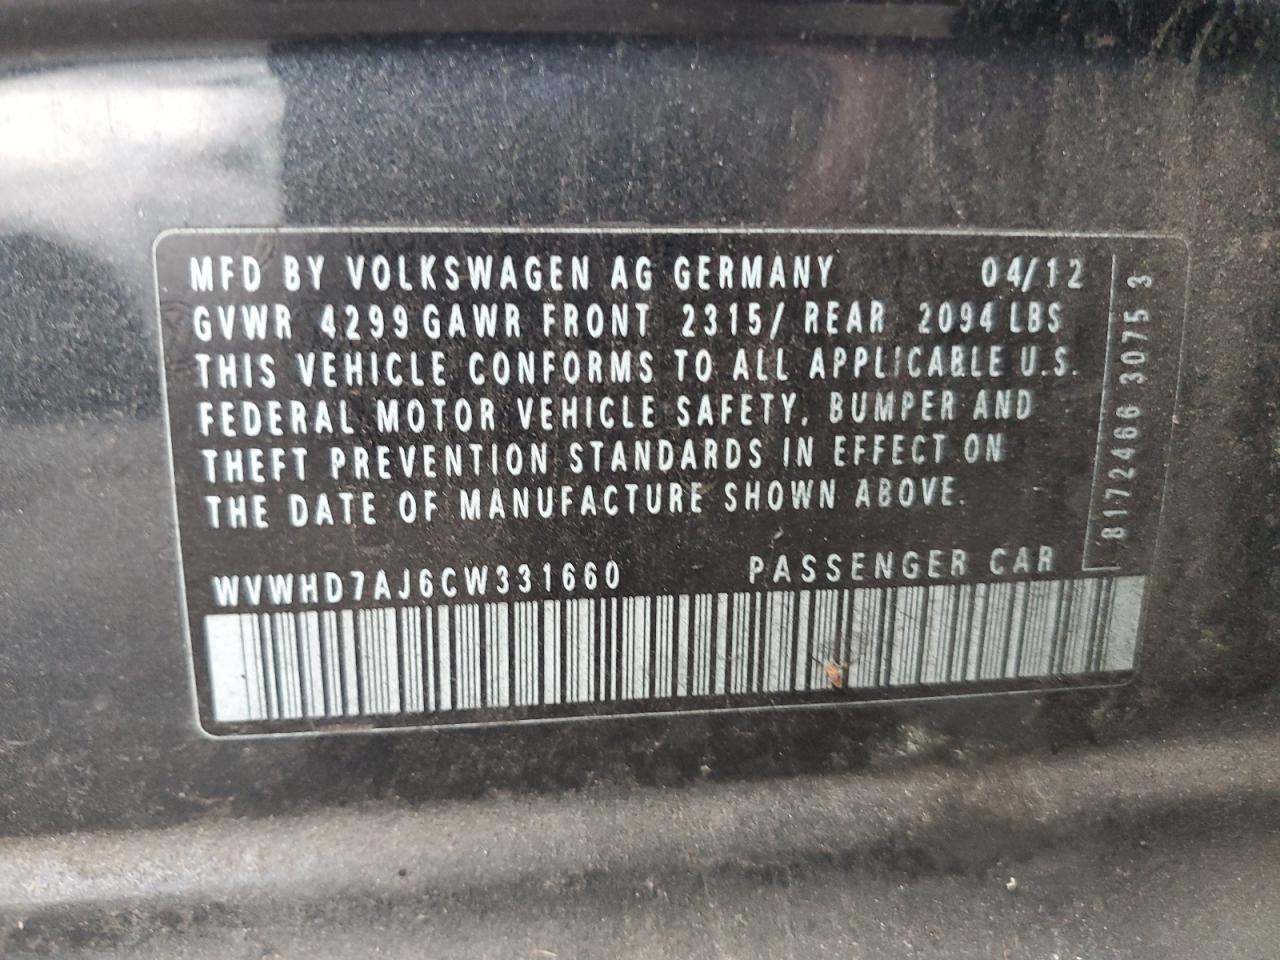 MFD BY VOLKSWAGEN AG GERMANY 04/12
GVWR 4299 GAWR FRONT 2315/ REAR 2094 LBS
THIS VEHICLE CONFORMS TO ALL APPLICABLE U.S.
FEDERAL MOTOR VEHICLE SAFETY, BUMPER AND
THEFT PREVENTION STANDARDS IN EFFECT ON
THE DATE OF MANUFACTURE SHOWN ABOVE.
WVWHD7AJ6CW331660 PASSENGER CAR
8172466 3075 3